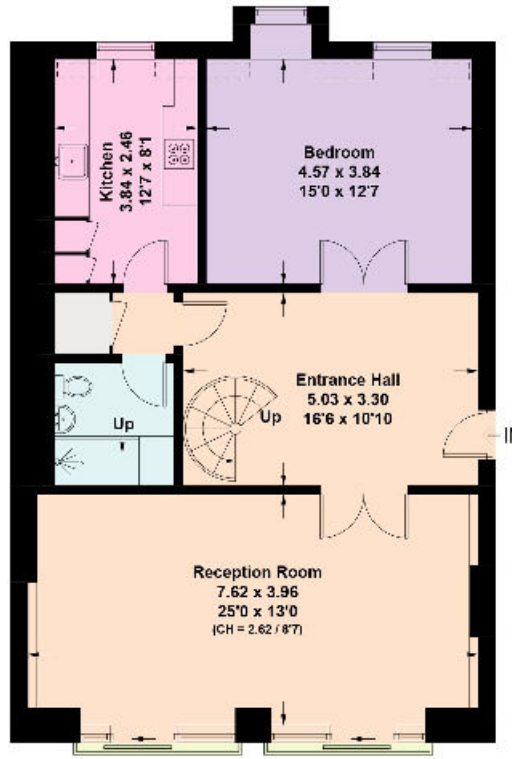 Kitchen
3.84 x 2.46
12'7 x 8'1
Bedroom
4.57 x 3.84
15'0 x 12'7
Entrance Hall
5.03 x 3.30
16'6 x 10'10
Up
Up
Reception Room
7.62 x 3.96
25'0 x 13'0
(CH = 2.62 / 8'7)